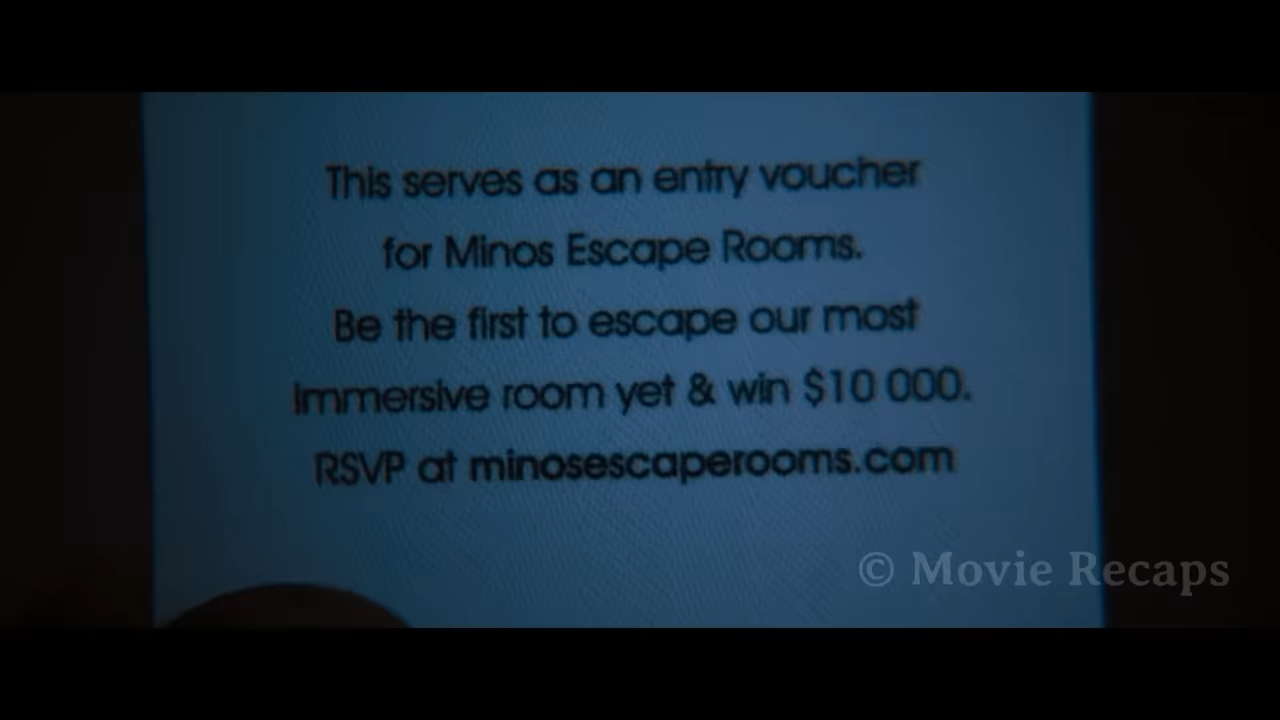 This serves as an entry voucher
for Minos Escape Rooms.
Be the first to escape our most
immersive room yet & win $10 000.
RSVP at minosescaperooms.com
© Movie Recaps